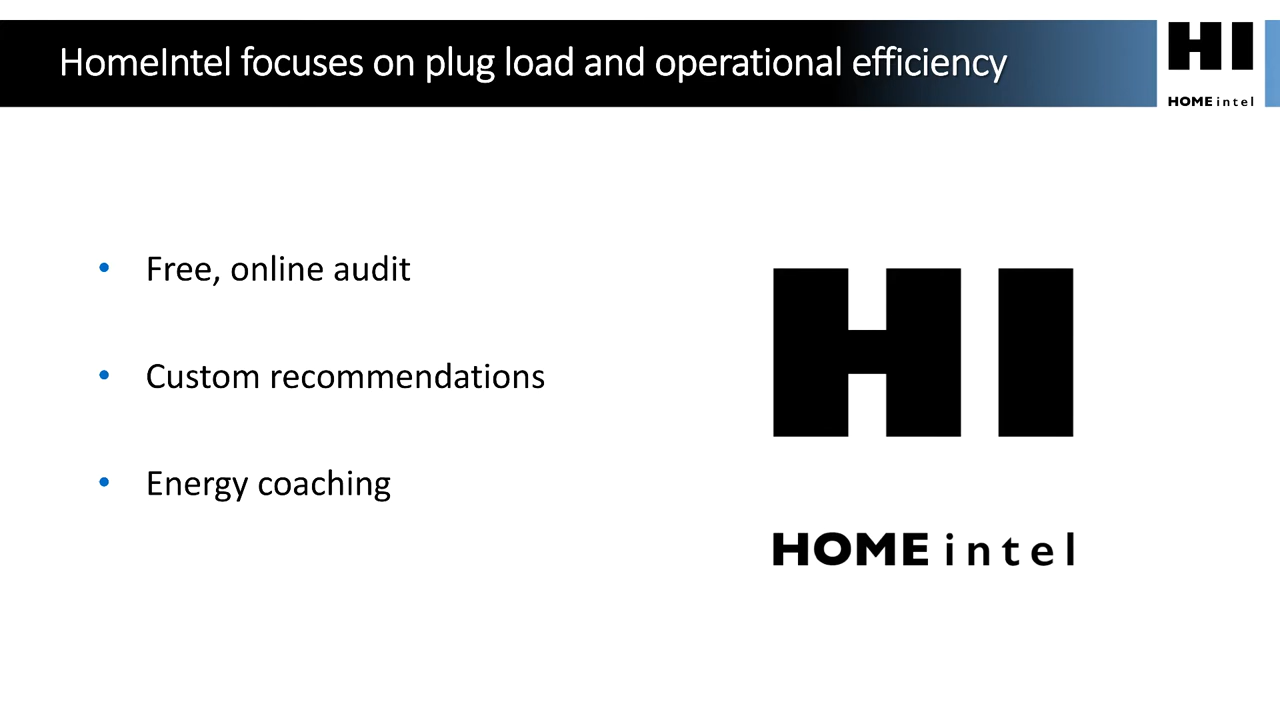 HomeIntel focuses on plug load and operational efficiency
HI
HOME intel
• Free, online audit
• Custom recommendations
• Energy coaching
HI
HOME intel